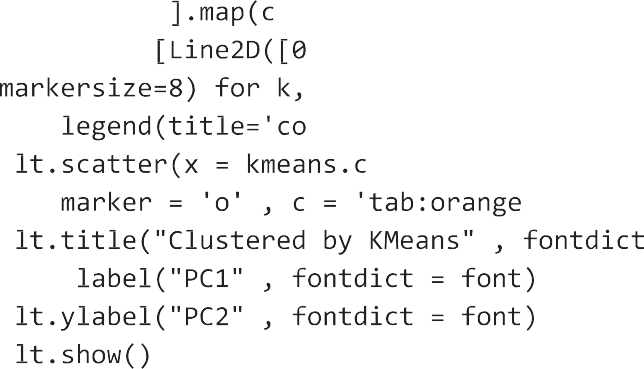 ].map(c
[Line2D([0
markersize=8) for k,
legend(title='co
lt.scatter(x = kmeans.c
marker = 'o' , c = 'tab:orange
lt.title("Clustered by KMeans" , fontdict
label("PC1" , fontdict = font)
lt.ylabel("PC2" , fontdict = font)
lt.show()